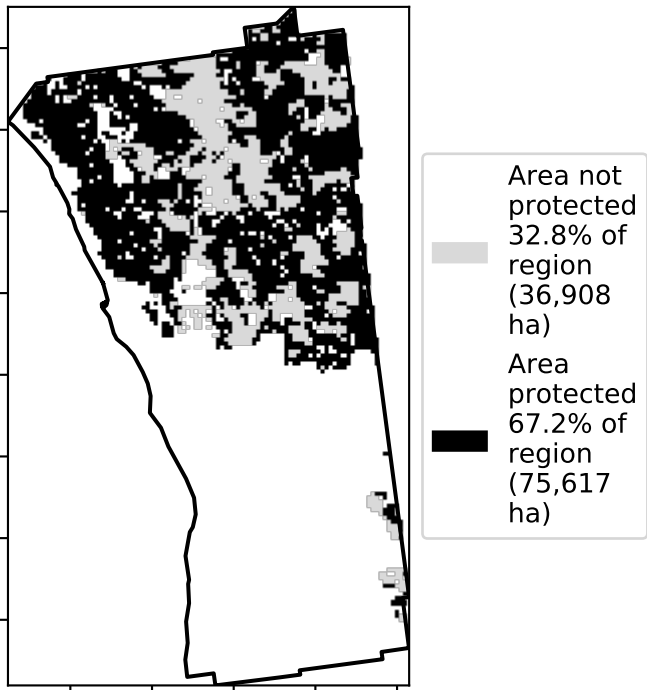 Area not
protected
32.8% of
region
(36,908
ha)
Area
protected
67.2% of
region
(75,617
ha)